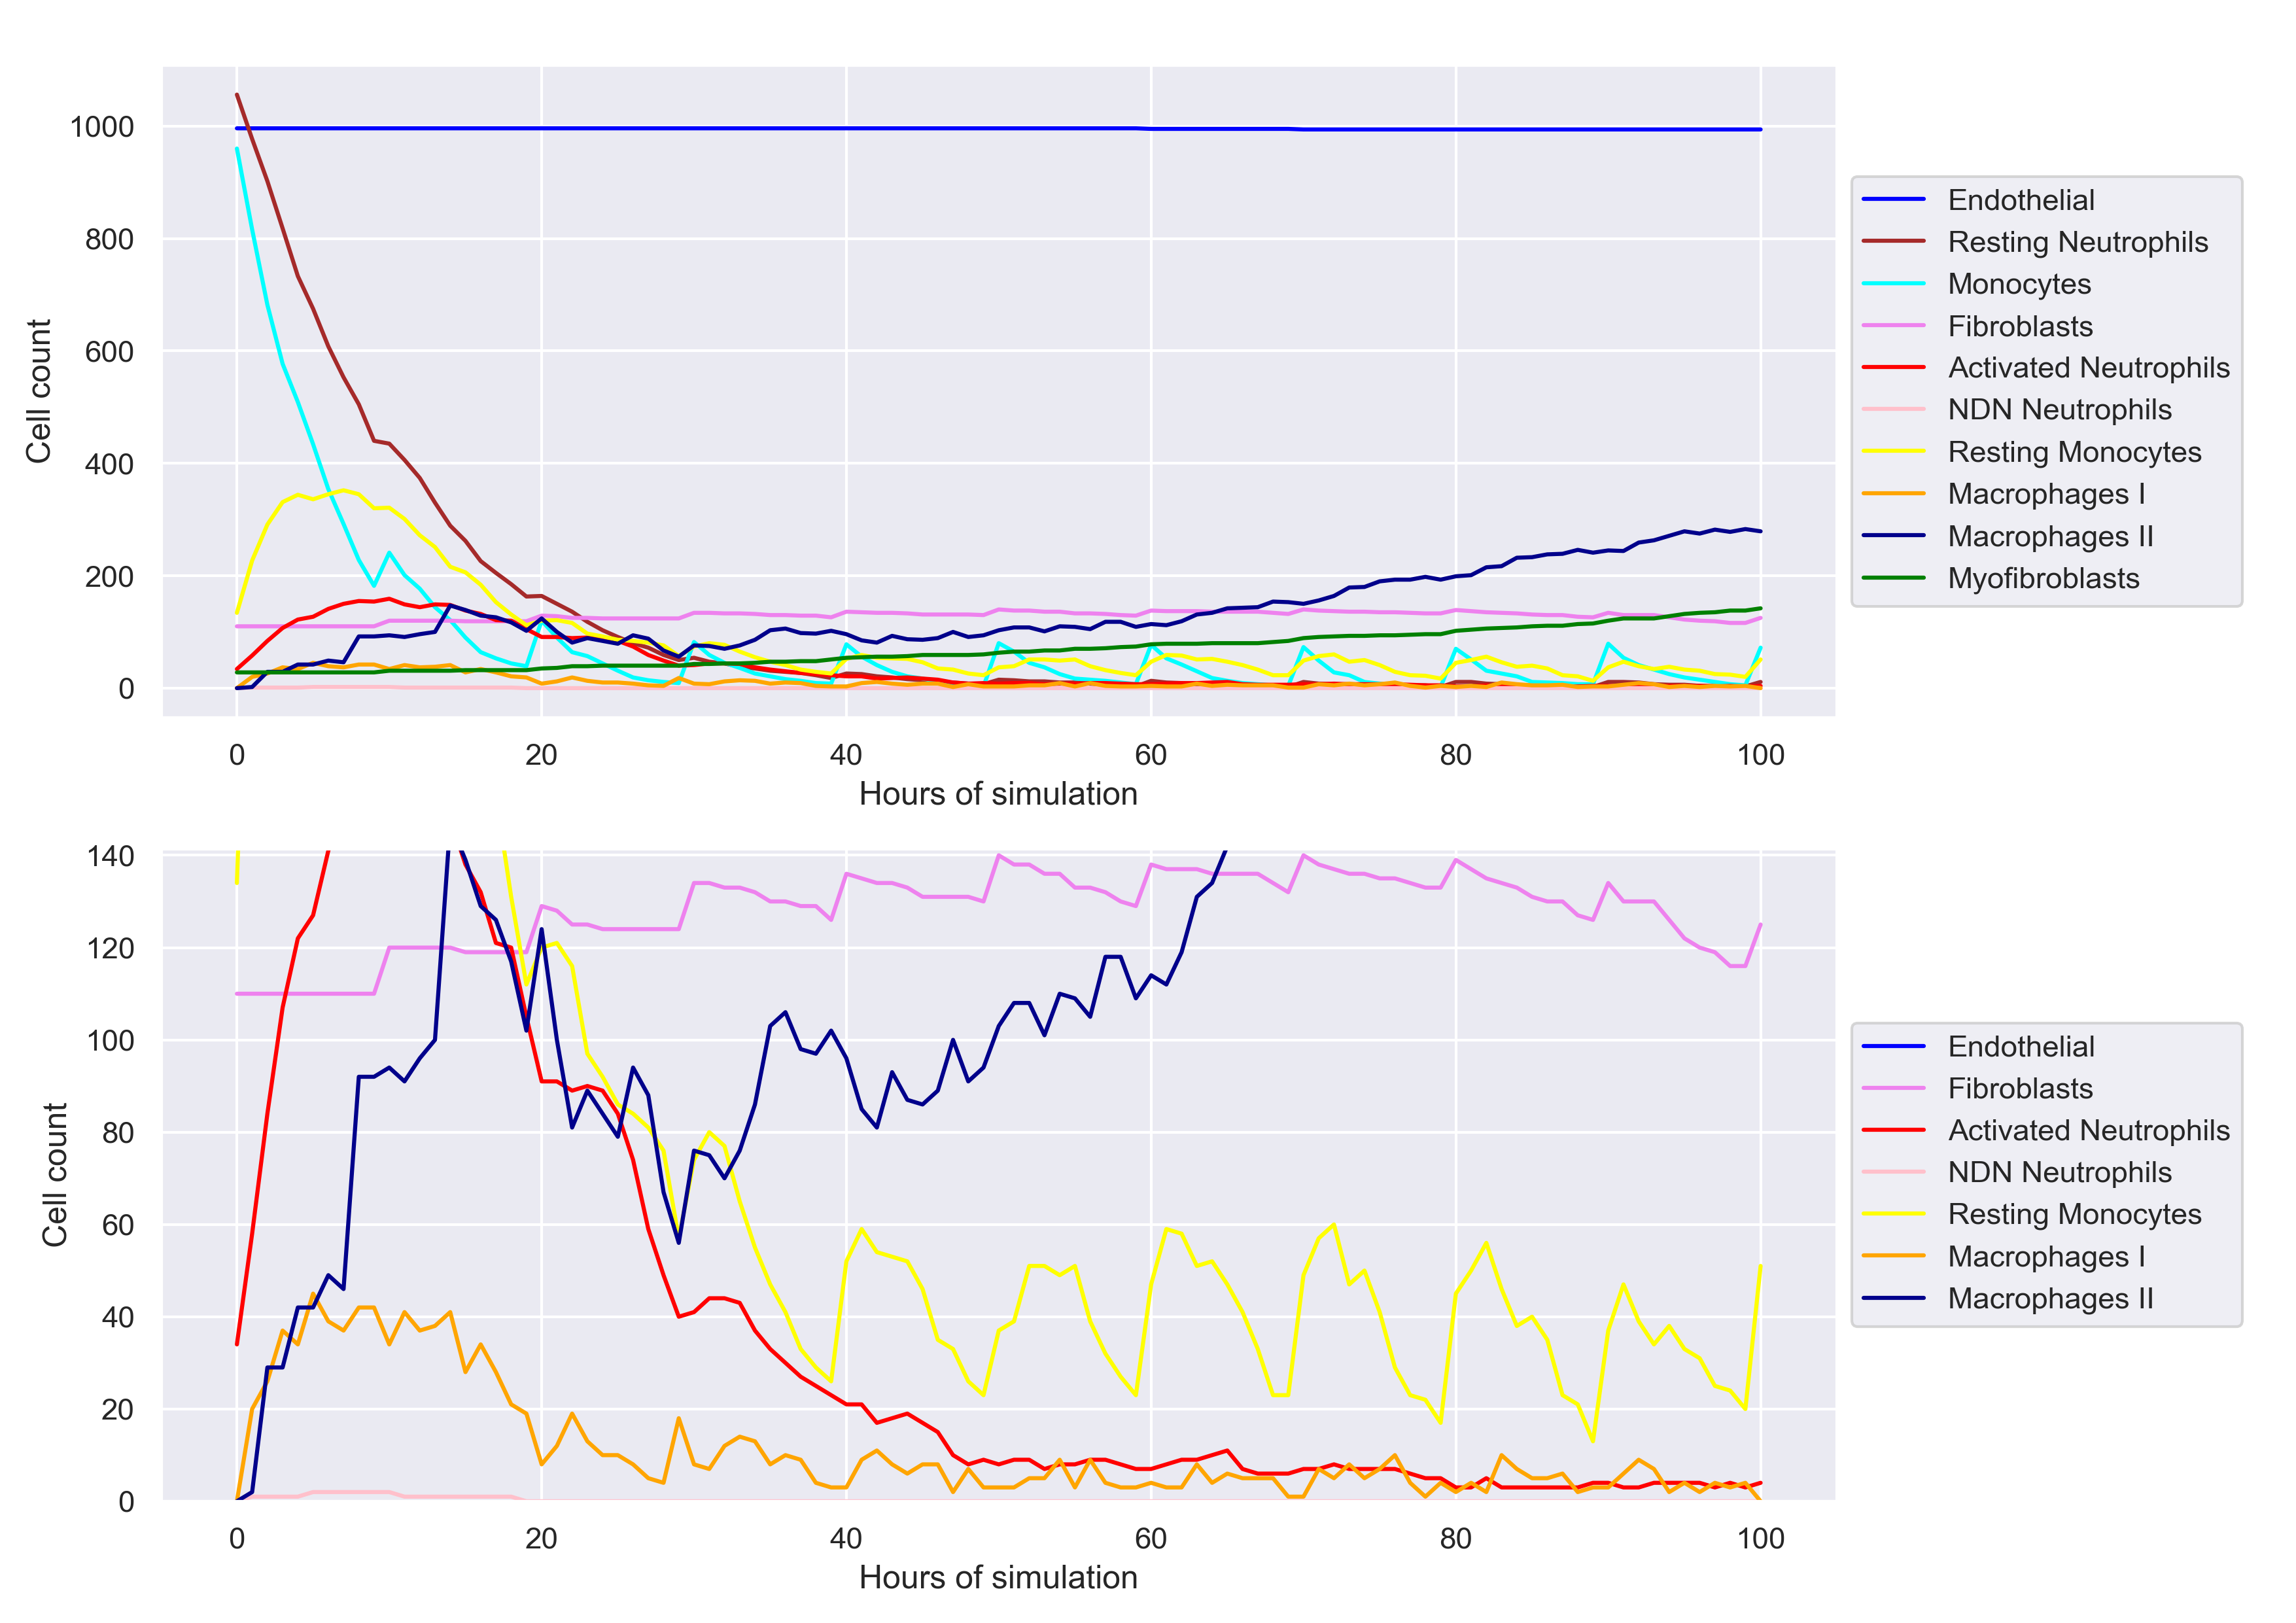 1000
800
600
400
200
0
Cell count
0 20 40 60 80 100
Hours of simulation
Endothelial
Resting Neutrophils
Monocytes
Fibroblasts
Activated Neutrophils
NDN Neutrophils
Resting Monocytes
Macrophages I
Macrophages II
Myofibroblasts
140
120
100
80
60
40
20
0
Cell count
0 20 40 60 80 100
Hours of simulation
Endothelial
Fibroblasts
Activated Neutrophils
NDN Neutrophils
Resting Monocytes
Macrophages I
Macrophages II